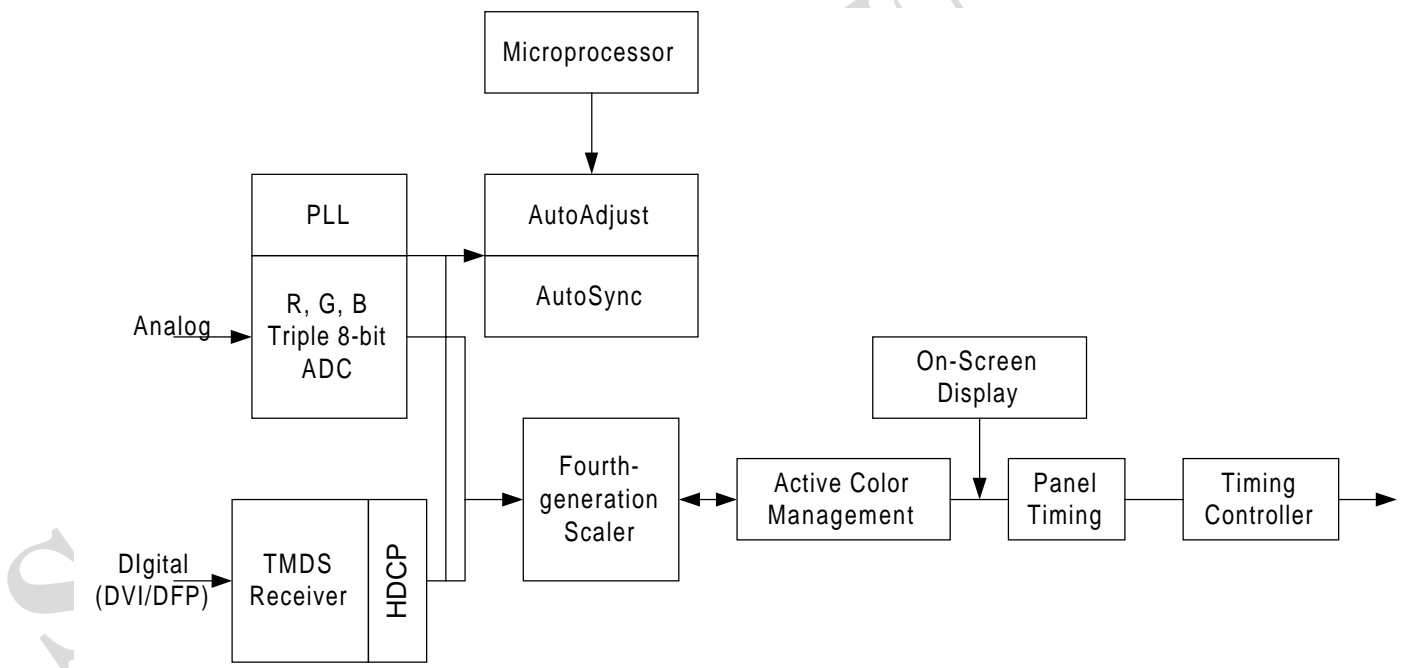 Microprocessor
PLL
AutoAdjust
AutoSync
Analog
R, G, B
Triple 8-bit
ADC
On-Screen
Display
Fourth-
generation
Scaler
Active Color
Management
Panel
Timing
Timing
Controller
DIgital
(DVI/DFP)
TMDS
Receiver
HDCP